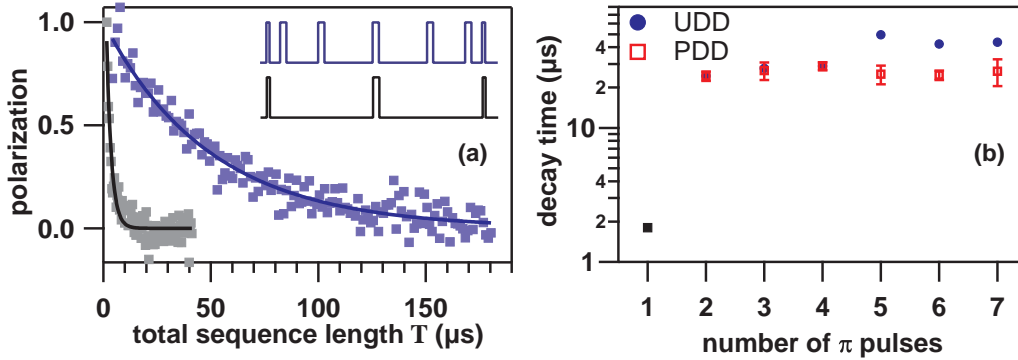 1.0
0.5
0.0
polarization
0
50
100
150
total sequence length T (µs)
(a)
UDD
PDD
4
2
10
4
2
1
decay time (µs)
(b)
1
2
3
4
5
6
7
number of π pulses